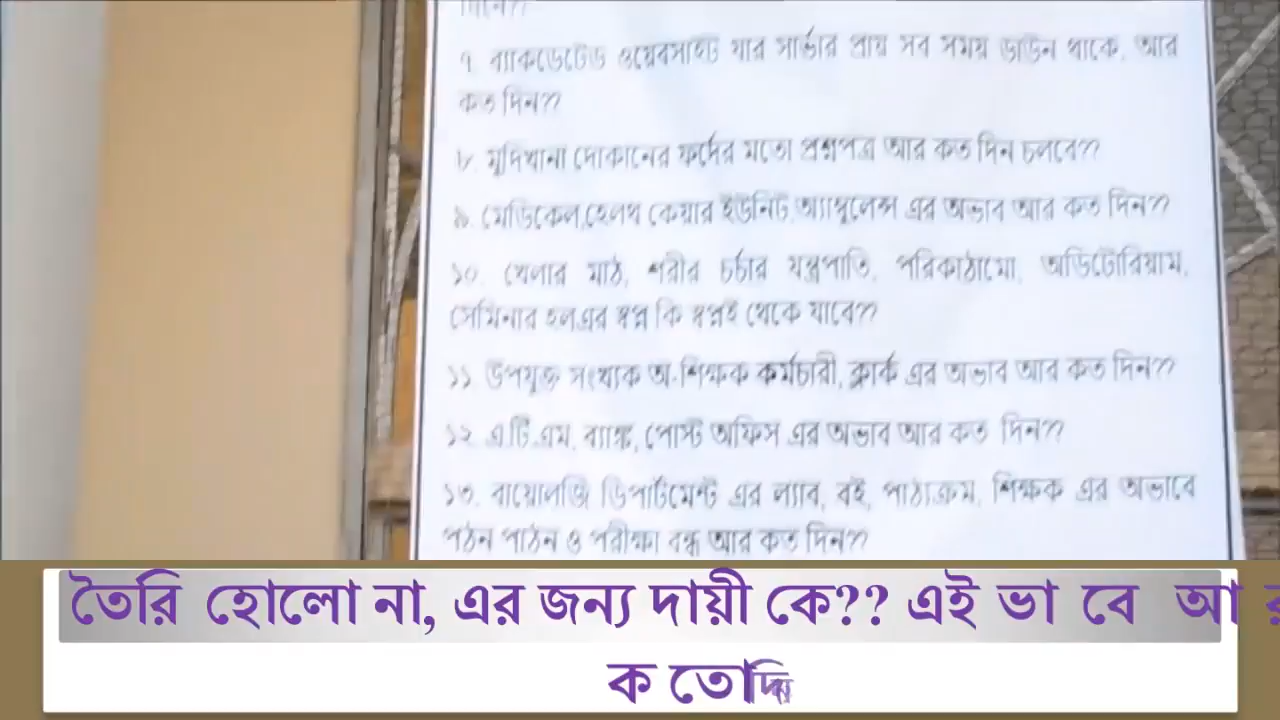 ৭. ব্যাকডেটেড ওয়েবসাইট যার সার্ভার প্রায় সব সময় ডাউন থাকে, আর
কত দিন??
৮. মুদিখানা দোকানের ফর্দের মতো প্রশ্নপত্র আর কত দিন চলবে??
৯. মেডিকেল,হেলথ কেয়ার ইউনিট,অ্যাম্বুলেন্স এর অভাব আর কত দিন??
১০. খেলার মাঠ, শরীর চর্চার যন্ত্রপাতি, পরিকাঠামো, অডিটোরিয়াম,
সেমিনার হলএর স্বপ্ন কি স্বপ্নই থেকে যাবে??
১১. উপযুক্ত সংখ্যক অ-শিক্ষক কর্মচারী, ক্লার্ক এর অভাব আর কত দিন??
১২. এ.টি.এম, ব্যাঙ্ক, পোস্ট অফিস এর অভাব আর কত দিন??
১৩. বায়োলজি ডিপার্টমেন্ট এর ল্যাব, বই, পাঠ্যক্রম, শিক্ষক এর অভাবে
পঠন পাঠন ও পরীক্ষা বন্ধ আর কত দিন??
তৈরি হোলো না, এর জন্য দায়ী কে?? এই ভা বে আ র
ক তো